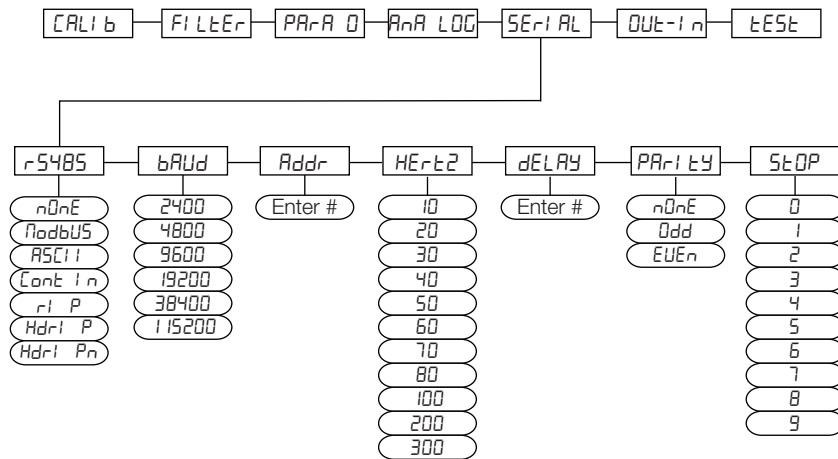 CALIb FILtEr PArA 0 AnA LOG SErIAL OUt-In tESt
rS485 bAUd Addr HErtZ dELAY PArItY StOP
nOnE 2400 Enter # 10 Enter # nOnE 0
ModbUS 4800 20 Odd 1
ASCII 9600 30 EVEn 2
Cont In 19200 40 3
rI P 38400 50 4
HdrI P 115200 60 5
HdrI Pn 70 6
80 7
100 8
200 9
300